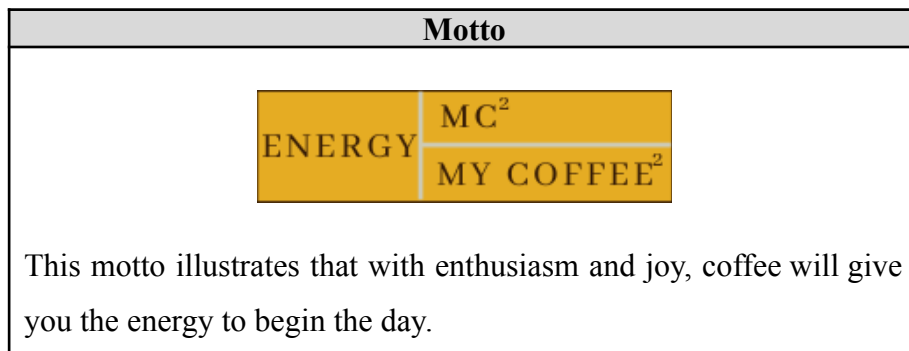 Motto
MC²
ENERGY
MY COFFEE²
This motto illustrates that with enthusiasm and joy, coffee will give
you the energy to begin the day.